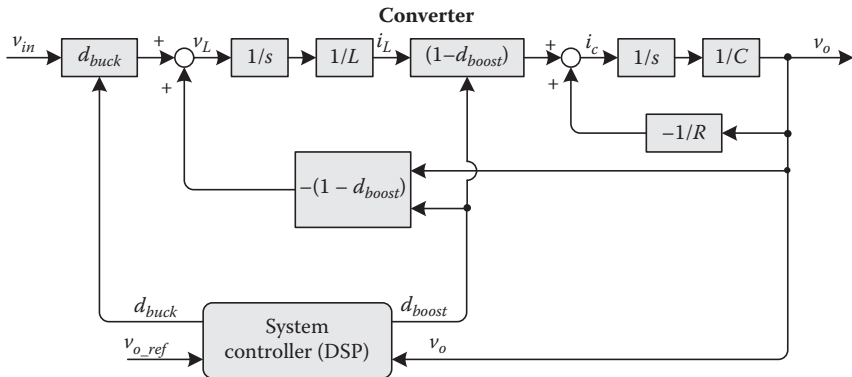 Converter
v_in
d_buck
+
+
v_L
1/s
1/L
i_L
(1–d_boost)
+
+
i_c
1/s
1/C
v_o
–1/R
–(1 – d_boost)
d_buck
d_boost
System
controller (DSP)
v_o_ref
v_o